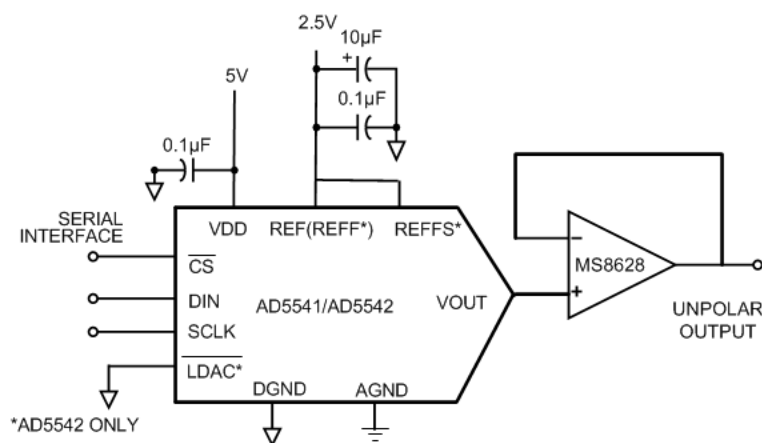 2.5V
10µF
+
5V
0.1µF
0.1µF
SERIAL
INTERFACE
VDD
REF(REFF*)
REFFS*
CS
DIN
AD5541/AD5542
VOUT
SCLK
LDAC*
DGND
AGND
*AD5542 ONLY
−
MS8628
+
UNPOLAR
OUTPUT